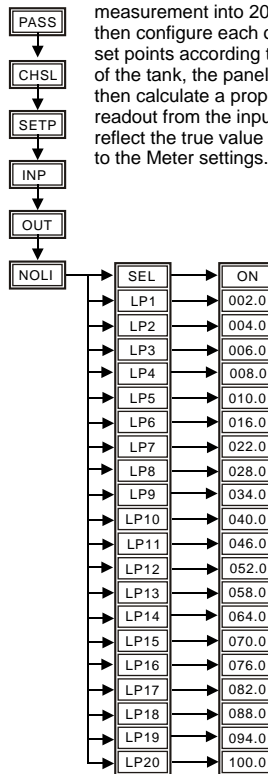 measurement into 20
then configure each
set points according
of the tank, the panel
then calculate a prop
readout from the inpu
reflect the true value
to the Meter settings.
PASS
CHSL
SETP
INP
OUT
NOLI
SEL ON
LP1 002.0
LP2 004.0
LP3 006.0
LP4 008.0
LP5 010.0
LP6 016.0
LP7 022.0
LP8 028.0
LP9 034.0
LP10 040.0
LP11 046.0
LP12 052.0
LP13 058.0
LP14 064.0
LP15 070.0
LP16 076.0
LP17 082.0
LP18 088.0
LP19 094.0
LP20 100.0